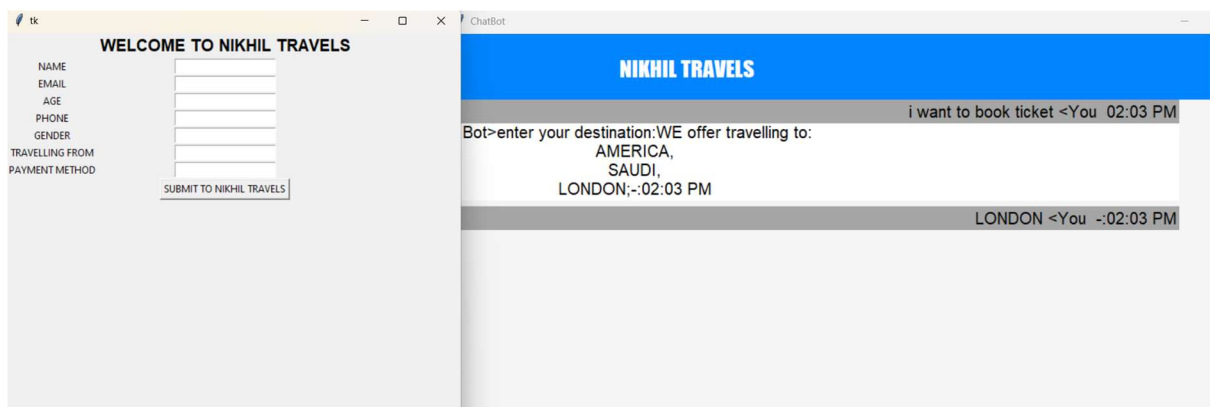 tk
WELCOME TO NIKHIL TRAVELS
NAME
EMAIL
AGE
PHONE
GENDER
TRAVELLING FROM
PAYMENT METHOD
SUBMIT TO NIKHIL TRAVELS
ChatBot
NIKHIL TRAVELS
i want to book ticket <You 02:03 PM
Bot>enter your destination:WE offer travelling to:
AMERICA,
SAUDI,
LONDON;-:02:03 PM
LONDON <You -:02:03 PM